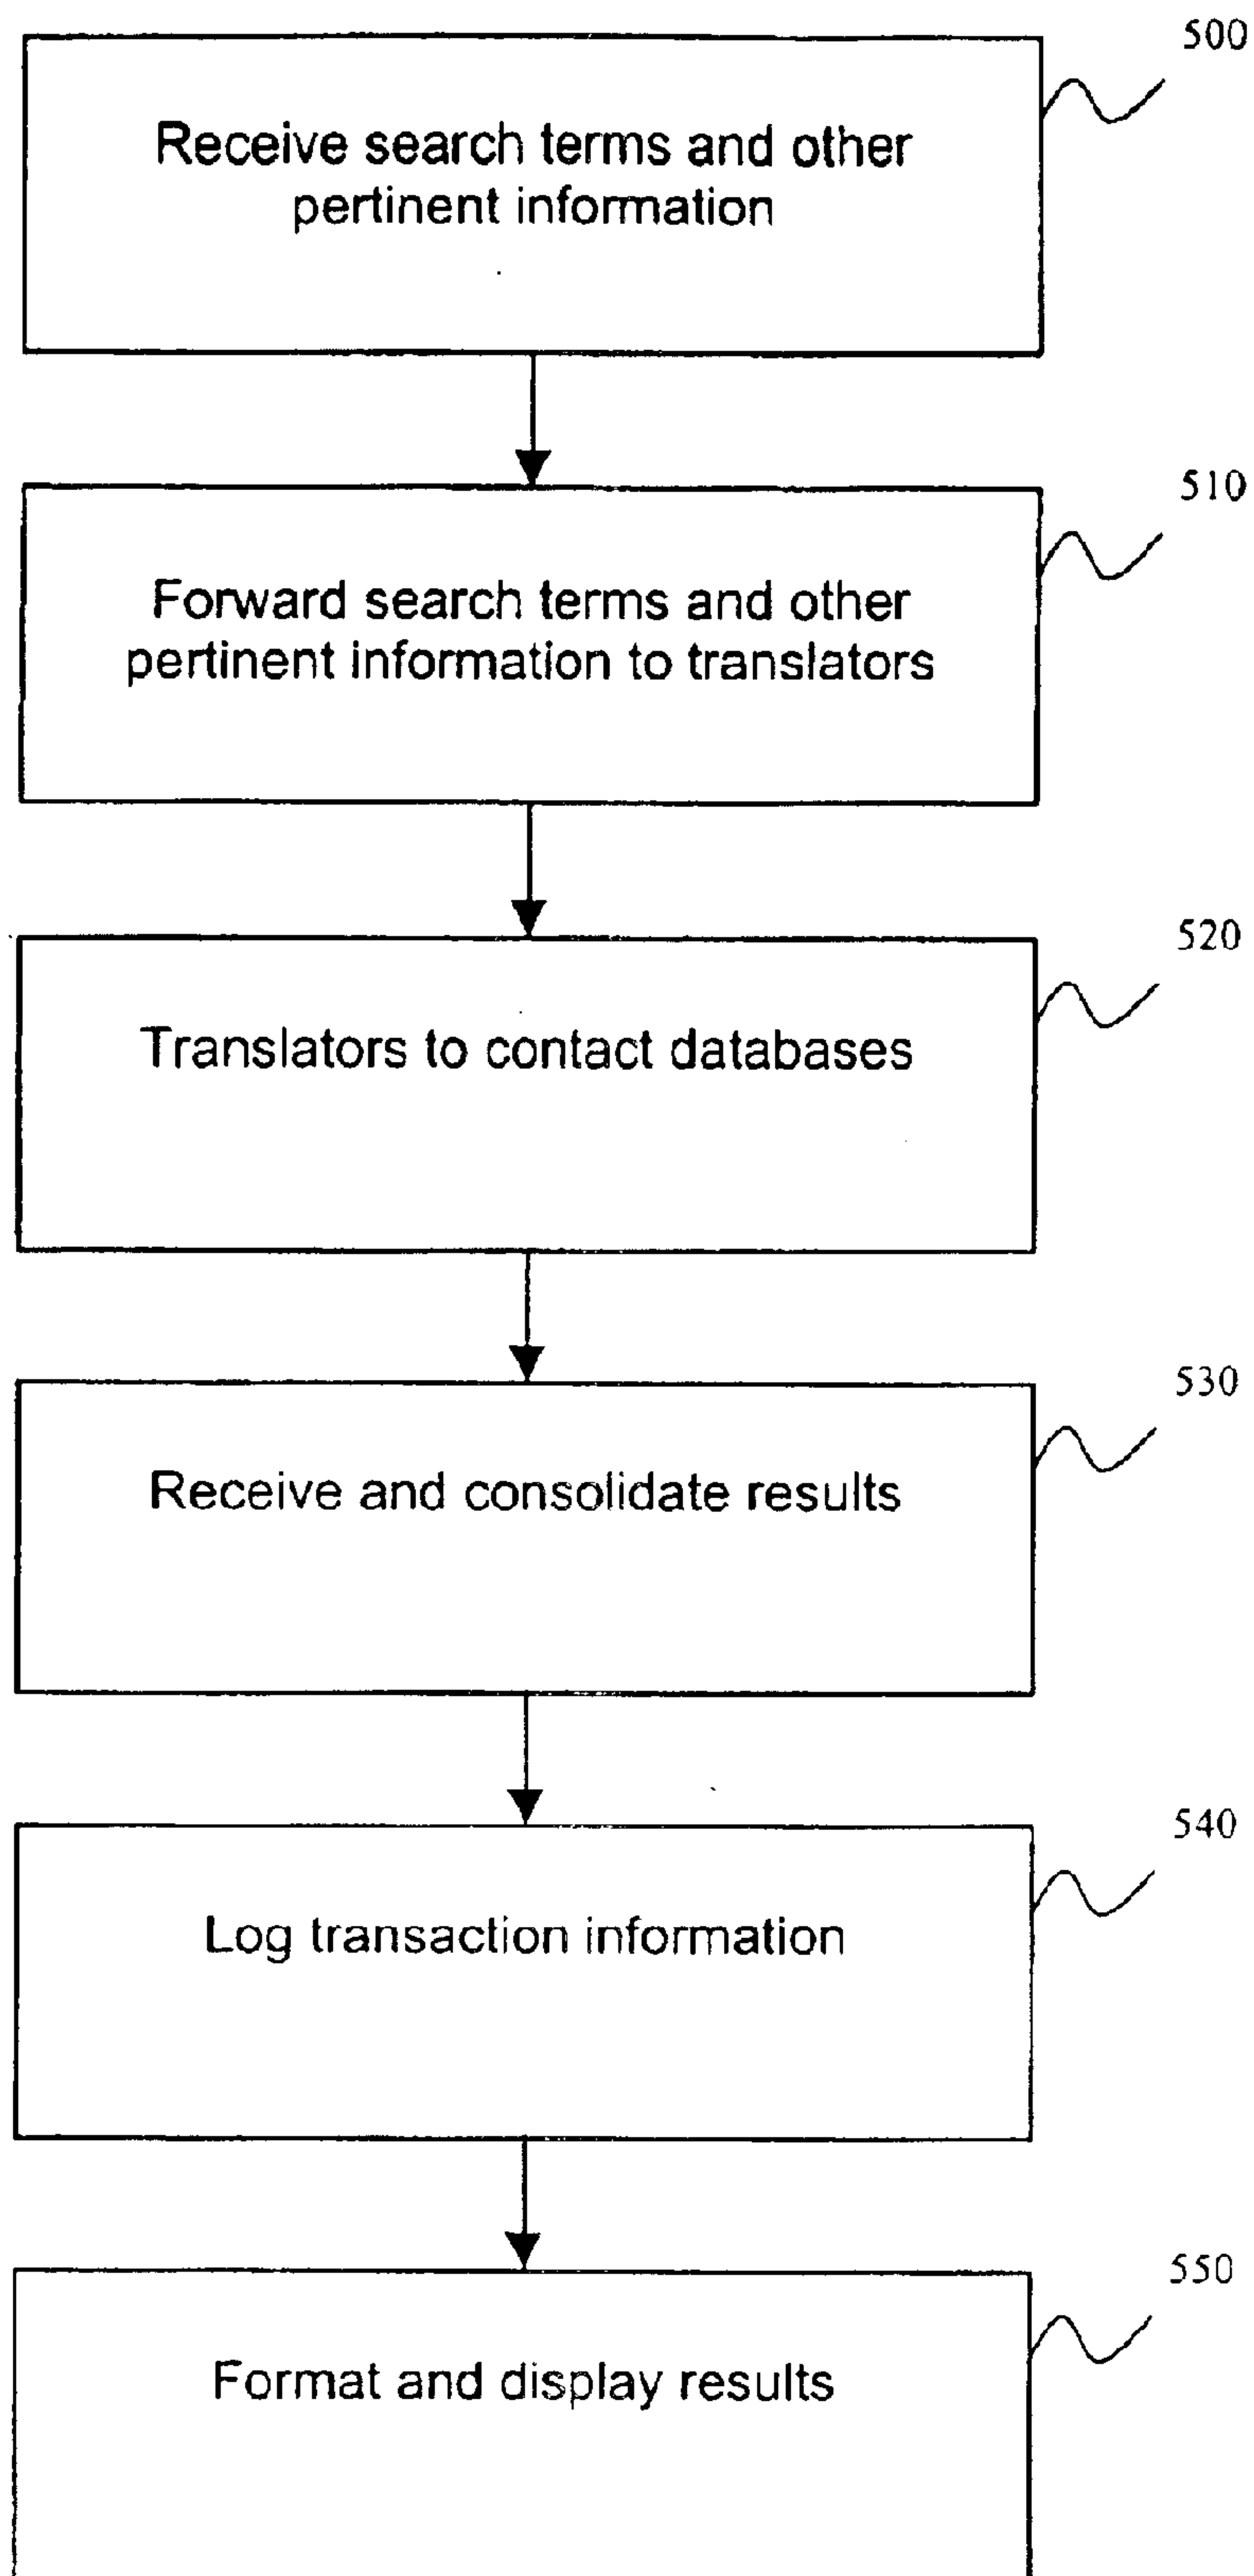 500
Receive search terms and other
pertinent information
510
Forward search terms and other
pertinent information to translators
520
Translators to contact databases
530
Receive and consolidate results
540
Log transaction information
550
Format and display results